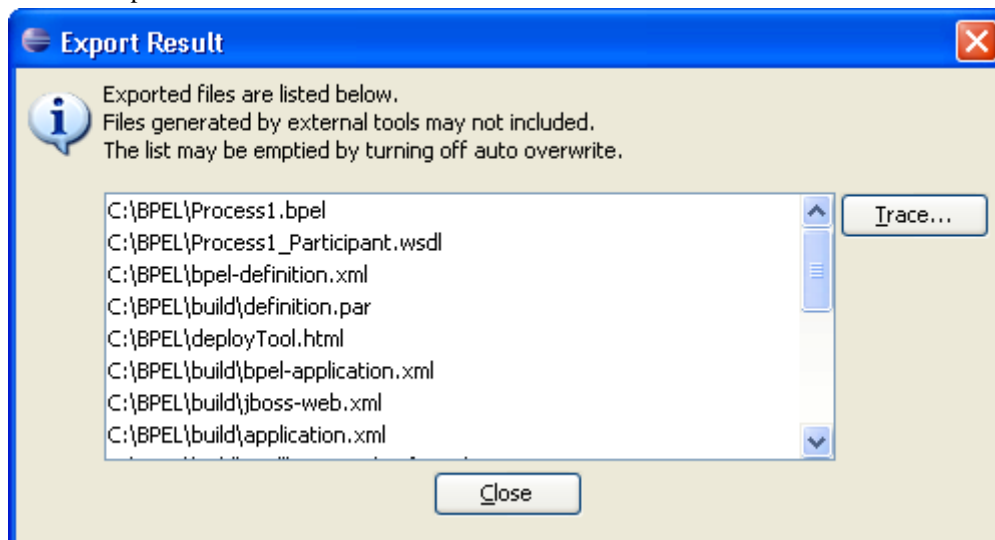 Export Result
Exported files are listed below.
Files generated by external tools may not included.
The list may be emptied by turning off auto overwrite.
C:\BPEL\Process1.bpel
Trace...
C:\BPEL\Process1_Participant.wsdl
C:\BPEL\bpel-definition.xml
C:\BPEL\build\definition.par
C:\BPEL\deployTool.html
C:\BPEL\build\bpel-application.xml
C:\BPEL\build\jboss-web.xml
C:\BPEL\build\application.xml
Close